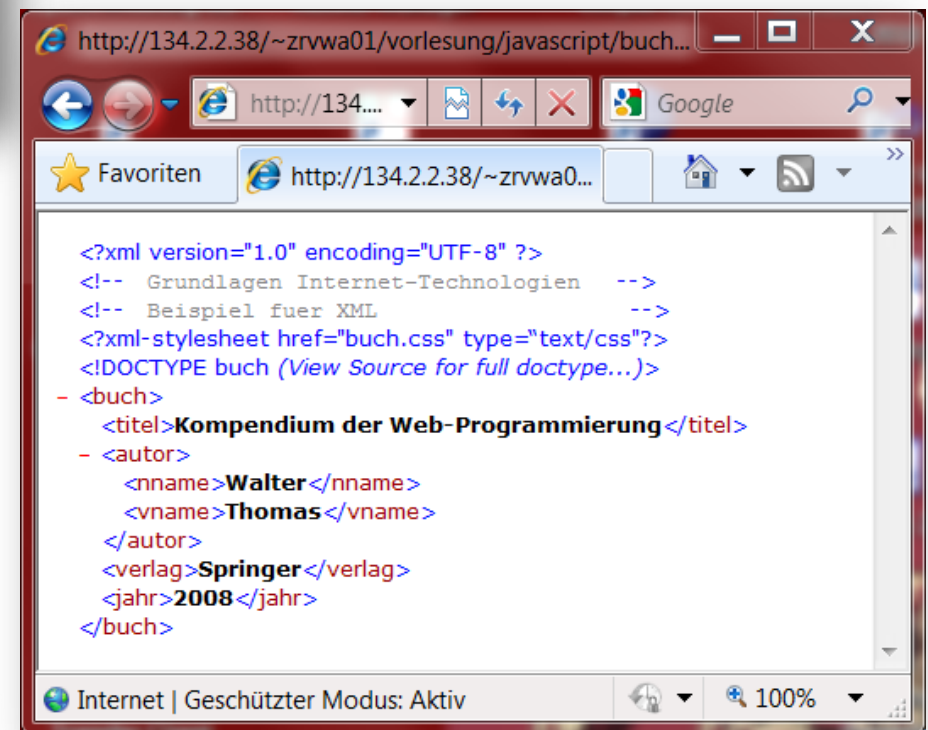 http://134.2.2.38/~zrvwa01/vorlesung/javascript/buch...
http://134.... Google
Favoriten http://134.2.2.38/~zrvwa0... »
<?xml version="1.0" encoding="UTF-8" ?>
<!-- Grundlagen Internet-Technologien -->
<!-- Beispiel fuer XML -->
<?xml-stylesheet href="buch.css" type=“text/css"?>
<!DOCTYPE buch (View Source for full doctype...)>
- <buch>
<titel>Kompendium der Web-Programmierung</titel>
- <autor>
<nname>Walter</nname>
<vname>Thomas</vname>
</autor>
<verlag>Springer</verlag>
<jahr>2008</jahr>
</buch>
Internet | Geschützter Modus: Aktiv 100%